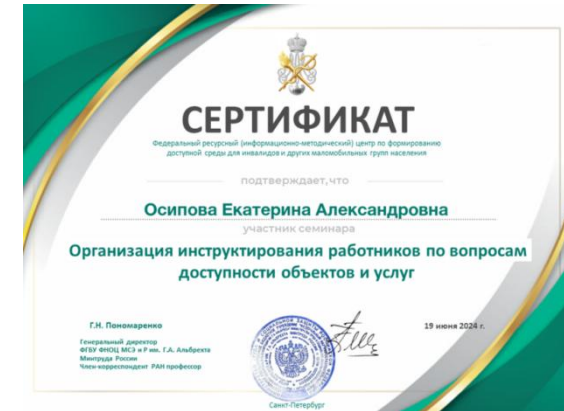 СЕРТИФИКАТ
Федеральный ресурсный (информационно-методический) центр по формированию
доступной среды для инвалидов и других маломобильных групп населения
подтверждает,что
Осипова Екатерина Александровна
участник семинара
Организация инструктирования работников по вопросам
доступности объектов и услуг
Г.Н. Пономаренко
19 июня 2024 г.
Генеральный директор
ФГБУ ФНОЦ МСЭ и Р им. Г.А. Альбрехта
Минтруда России
Член-корреспондент РАН профессор
Санкт-Петербург